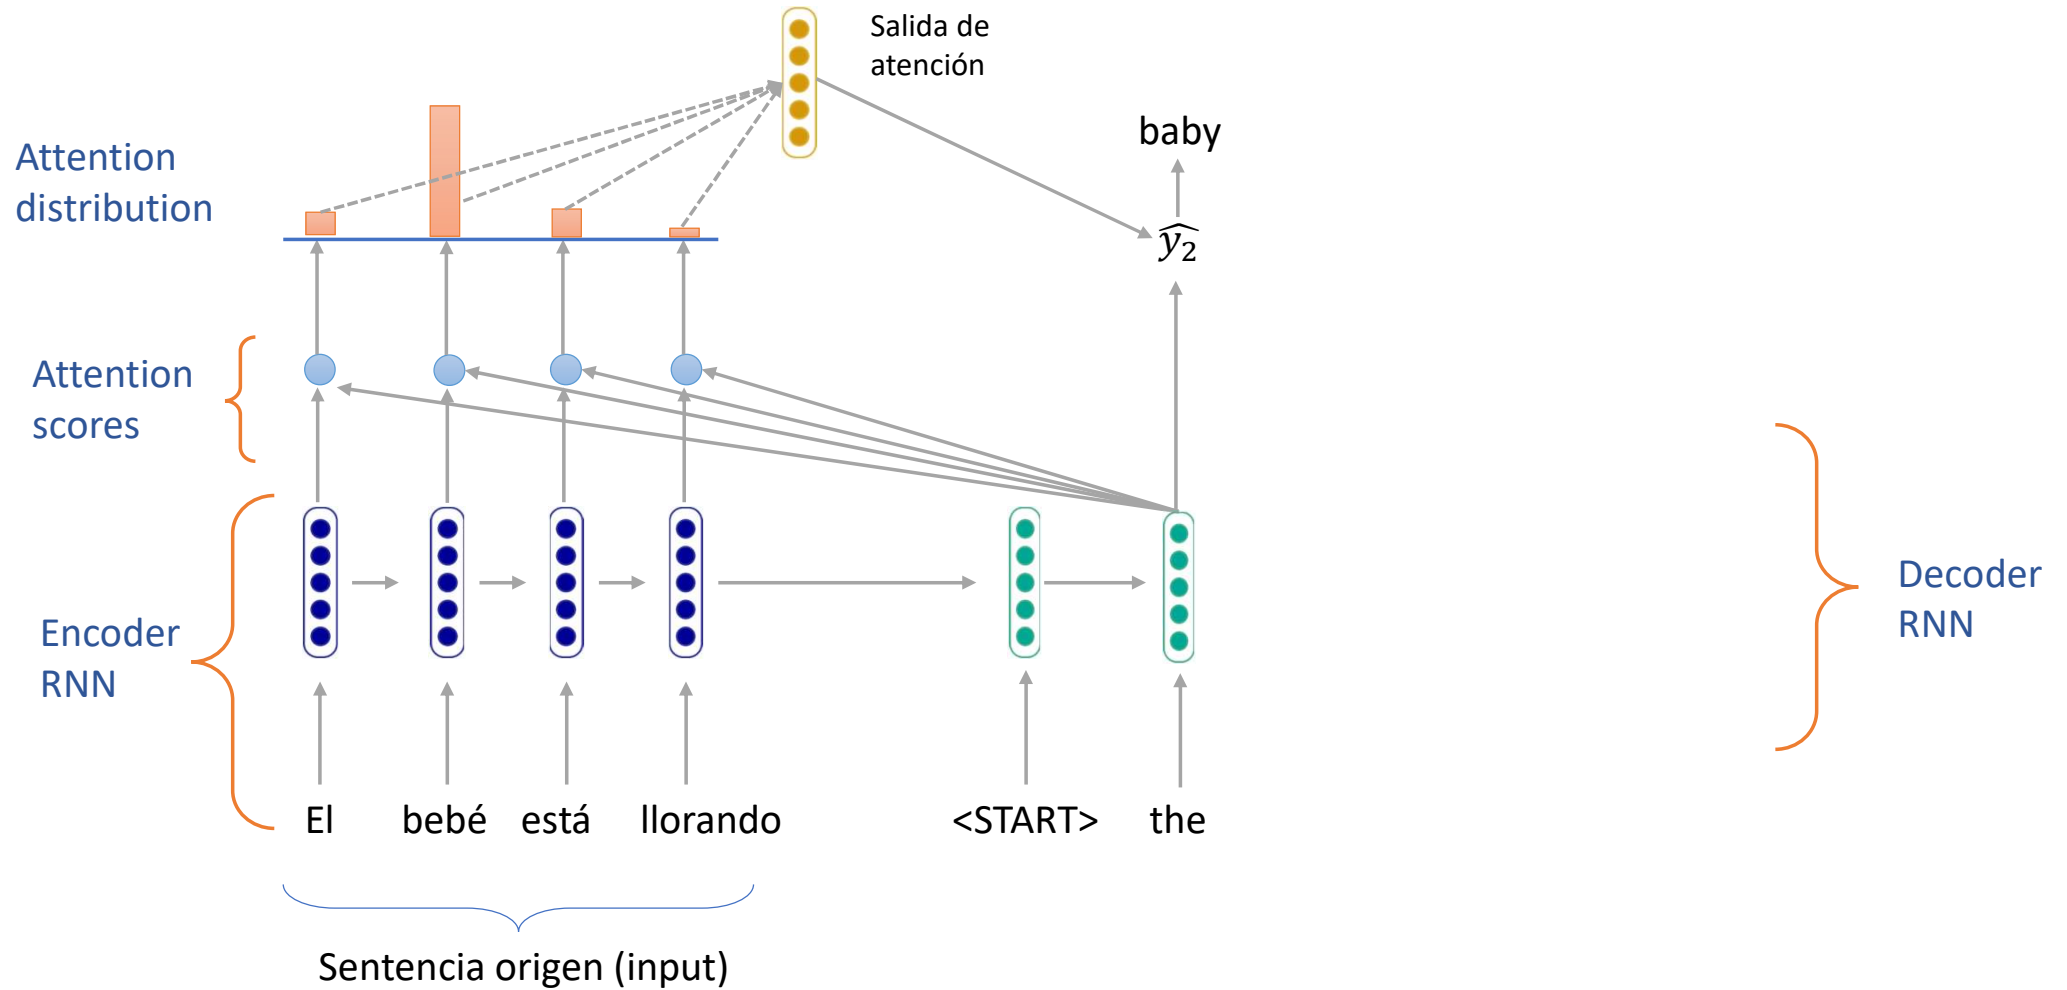 Salida de
atención
baby
Attention
distribution
ŷ₂
Attention
scores
Encoder
RNN
Decoder
RNN
El bebé está llorando <START> the
Sentencia origen (input)